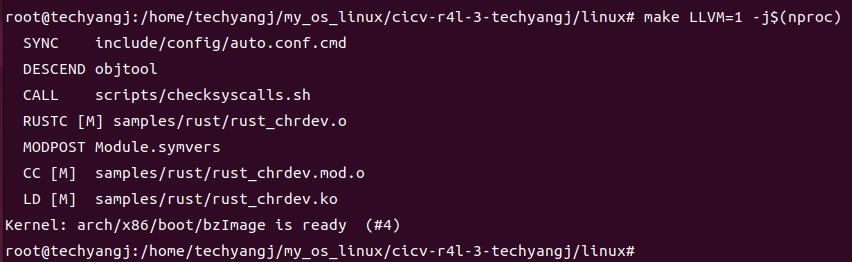 root@techyangj:/home/techyangj/my_os_linux/cicv-r4l-3-techyangj/linux# make LLVM=1 -j$(nproc)
  SYNC    include/config/auto.conf.cmd
  DESCEND objtool
  CALL    scripts/checksyscalls.sh
  RUSTC [M] samples/rust/rust_chrdev.o
  MODPOST Module.symvers
  CC [M]  samples/rust/rust_chrdev.mod.o
  LD [M]  samples/rust/rust_chrdev.ko
Kernel: arch/x86/boot/bzImage is ready  (#4)
root@techyangj:/home/techyangj/my_os_linux/cicv-r4l-3-techyangj/linux#